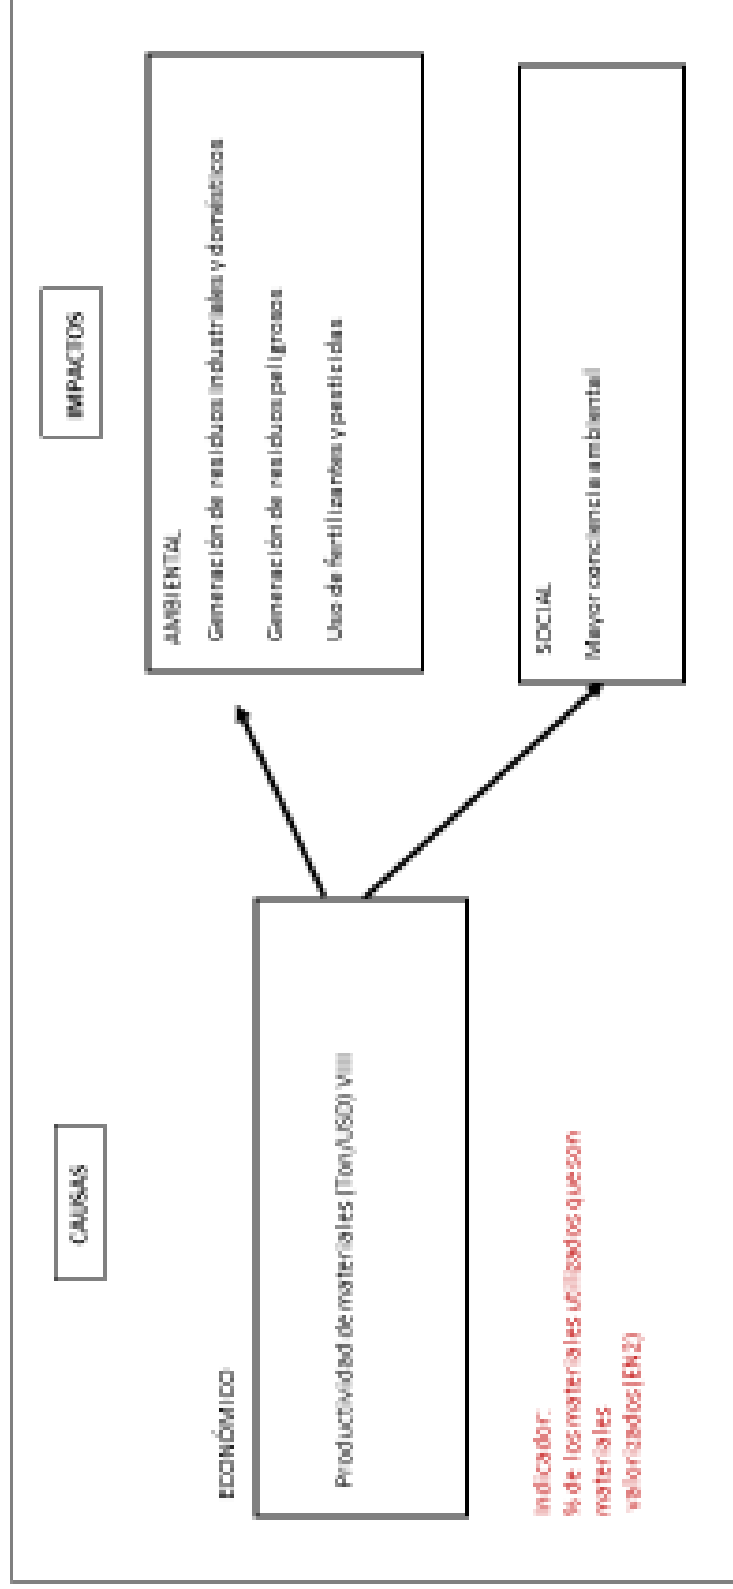 CAUSAS
IMPACTOS
ECONÓMICO
Productividad de materiales (Ton/USD) VIII
Indicador:
% de los materiales utilizados que son
materiales
valorizados (EN2)
AMBIENTAL
Generación de residuos industriales y domésticos
Generación de residuos peligrosos
Uso de fertilizantes y pesticidas
SOCIAL
Mayor conciencia ambiental